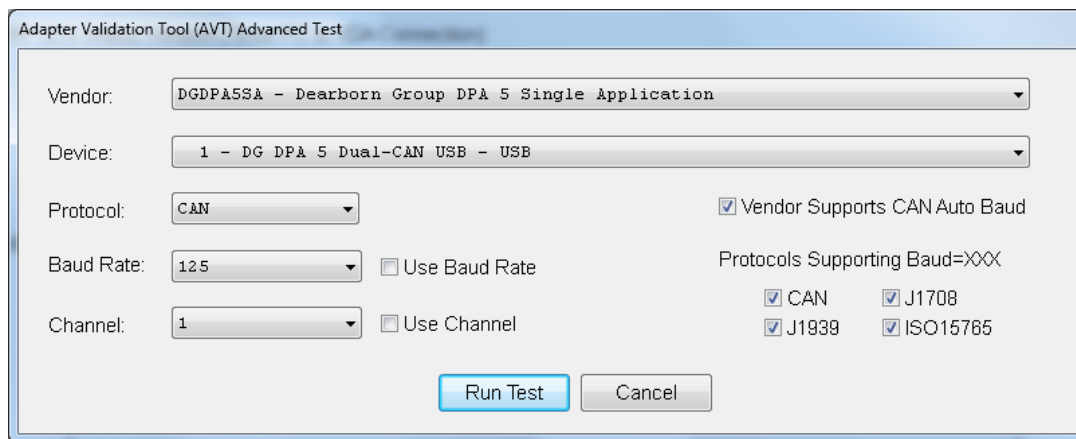 Adapter Validation Tool (AVT) Advanced Test
Vendor: DGDPA5SA - Dearborn Group DPA 5 Single Application
Device: 1 - DG DPA 5 Dual-CAN USB - USB
Protocol: CAN Vendor Supports CAN Auto Baud
Baud Rate: 125 Use Baud Rate Protocols Supporting Baud=XXX
CAN J1708
Channel: 1 Use Channel
J1939 ISO15765
Run Test Cancel